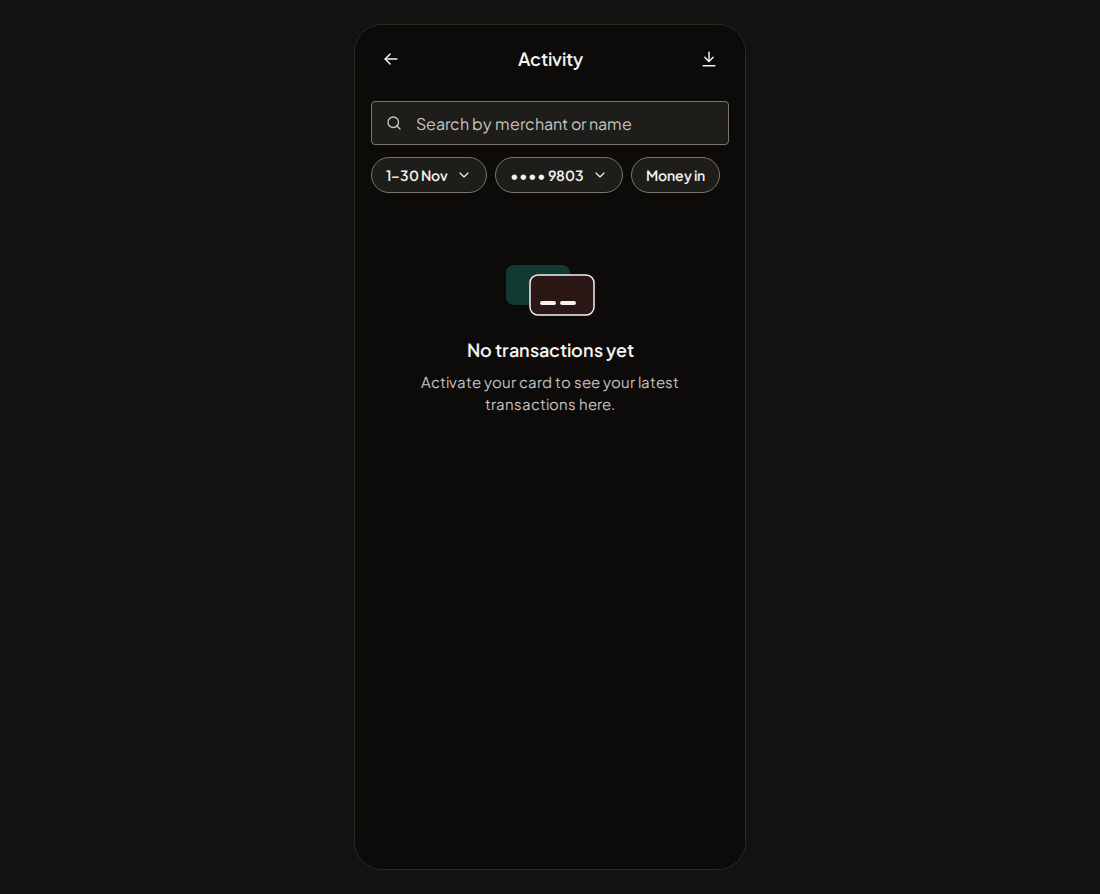 Activity
Search by merchant or name
1–30 Nov
●●●● 9803
Money in
No transactions yet
Activate your card to see your latest
transactions here.